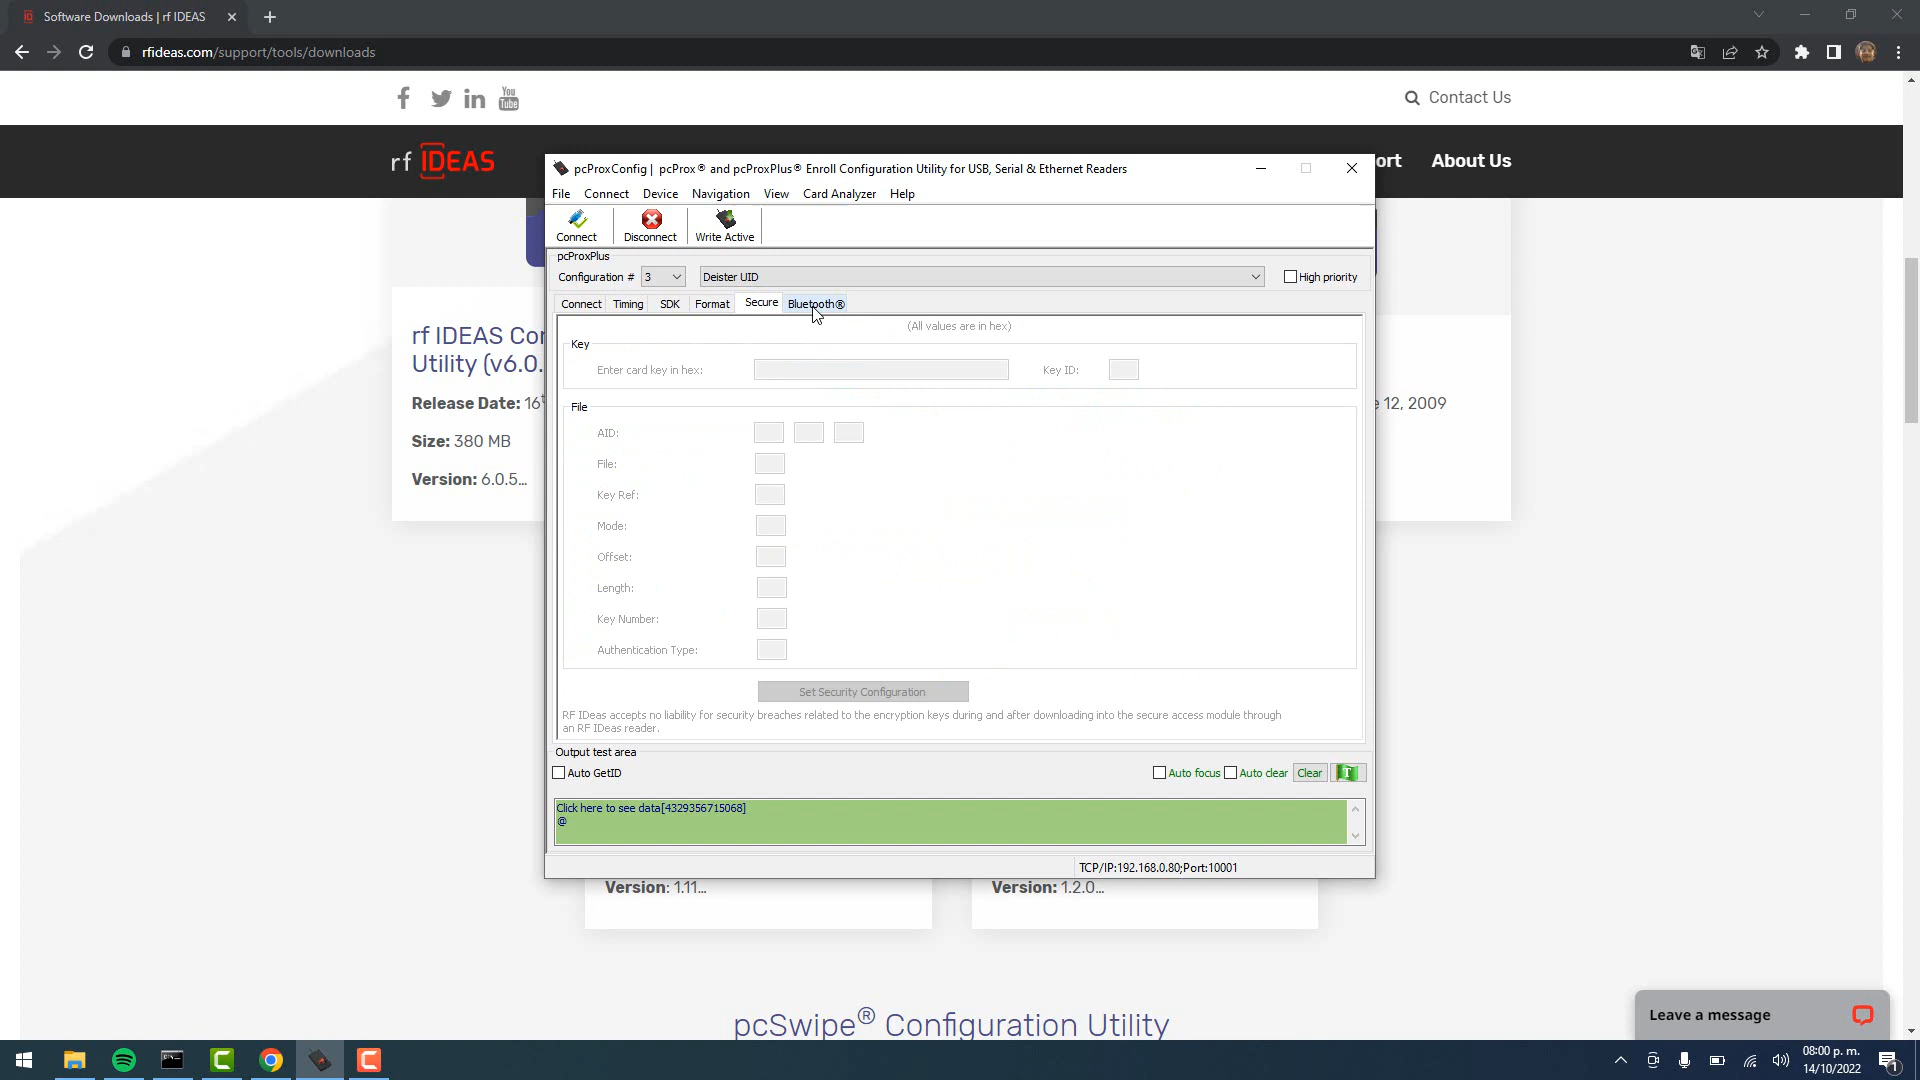 Software Downloads | rf IDEAS
rfideas.com/support/tools/downloads
You
Tube
Contact Us
rf IDEAS
About Us
pcProxConfig | pcProx® and pcProxPlus® Enroll Configuration Utility for USB, Serial & Ethernet Readers
File Connect Device Navigation View Card Analyzer Help
Connect Disconnect Write Active
pcProxPlus
Configuration # 3 Deister UID High priority
Connect Timing SDK Format Secure Bluetooth®
(All values are in hex)
Key
Enter card key in hex: Key ID:
File
AID:
File:
Key Ref:
Mode:
Offset:
Length:
Key Number:
Authentication Type:
Set Security Configuration
RF IDeas accepts no liability for security breaches related to the encryption keys during and after downloading into the secure access module through
an RF IDeas reader.
Output test area
Auto GetID Auto focus Auto clear Clear T
Click here to see data[4329356715068]
@
TCP/IP:192.168.0.80;Port:10001
rf IDEAS Con
Utility (v6.0.
Release Date: 16t
Size: 380 MB
Version: 6.0.5...
e 12, 2009
Version: 1.11...
Version: 1.2.0...
pcSwipe® Configuration Utility
Leave a message
08:00 p. m.
14/10/2022
1